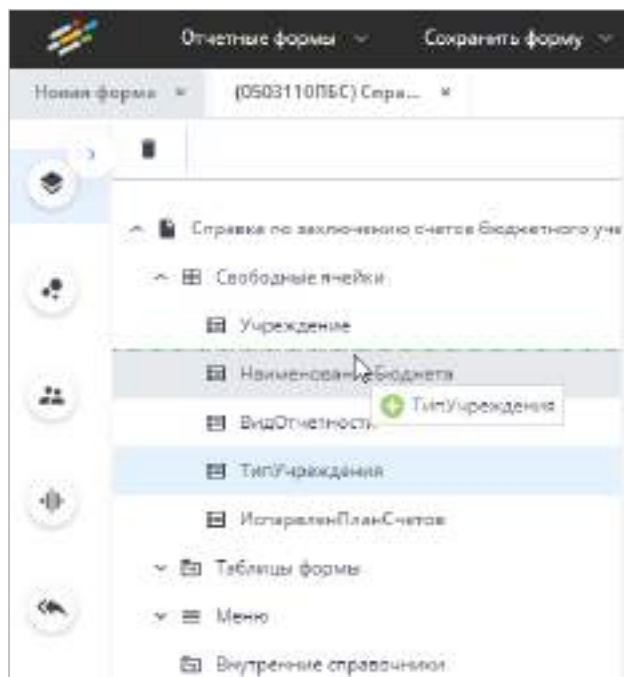 Отчетные формы Сохранить форму
Новая форма × (0503110ПБС) Спра... ×
Справка по заключению счетов бюджетного уче
Свободные ячейки
Учреждение
НаименованиеБюджета
ТипУчреждения
ВидОтчетности
ТипУчреждения
ИсправленПланСчетов
Таблицы формы
Меню
Внутренние справочники